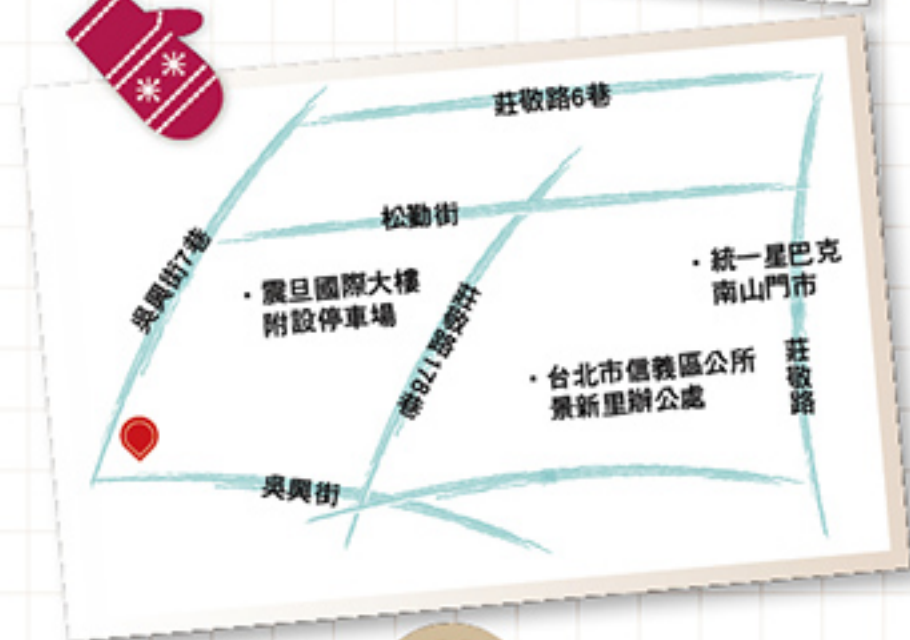 莊敬路6巷
松勤街
吳興街7巷
・震旦國際大樓
附設停車場
莊敬路178巷
・統一星巴克
南山門市
・台北市信義區公所
景新里辦公處
莊敬路
吳興街